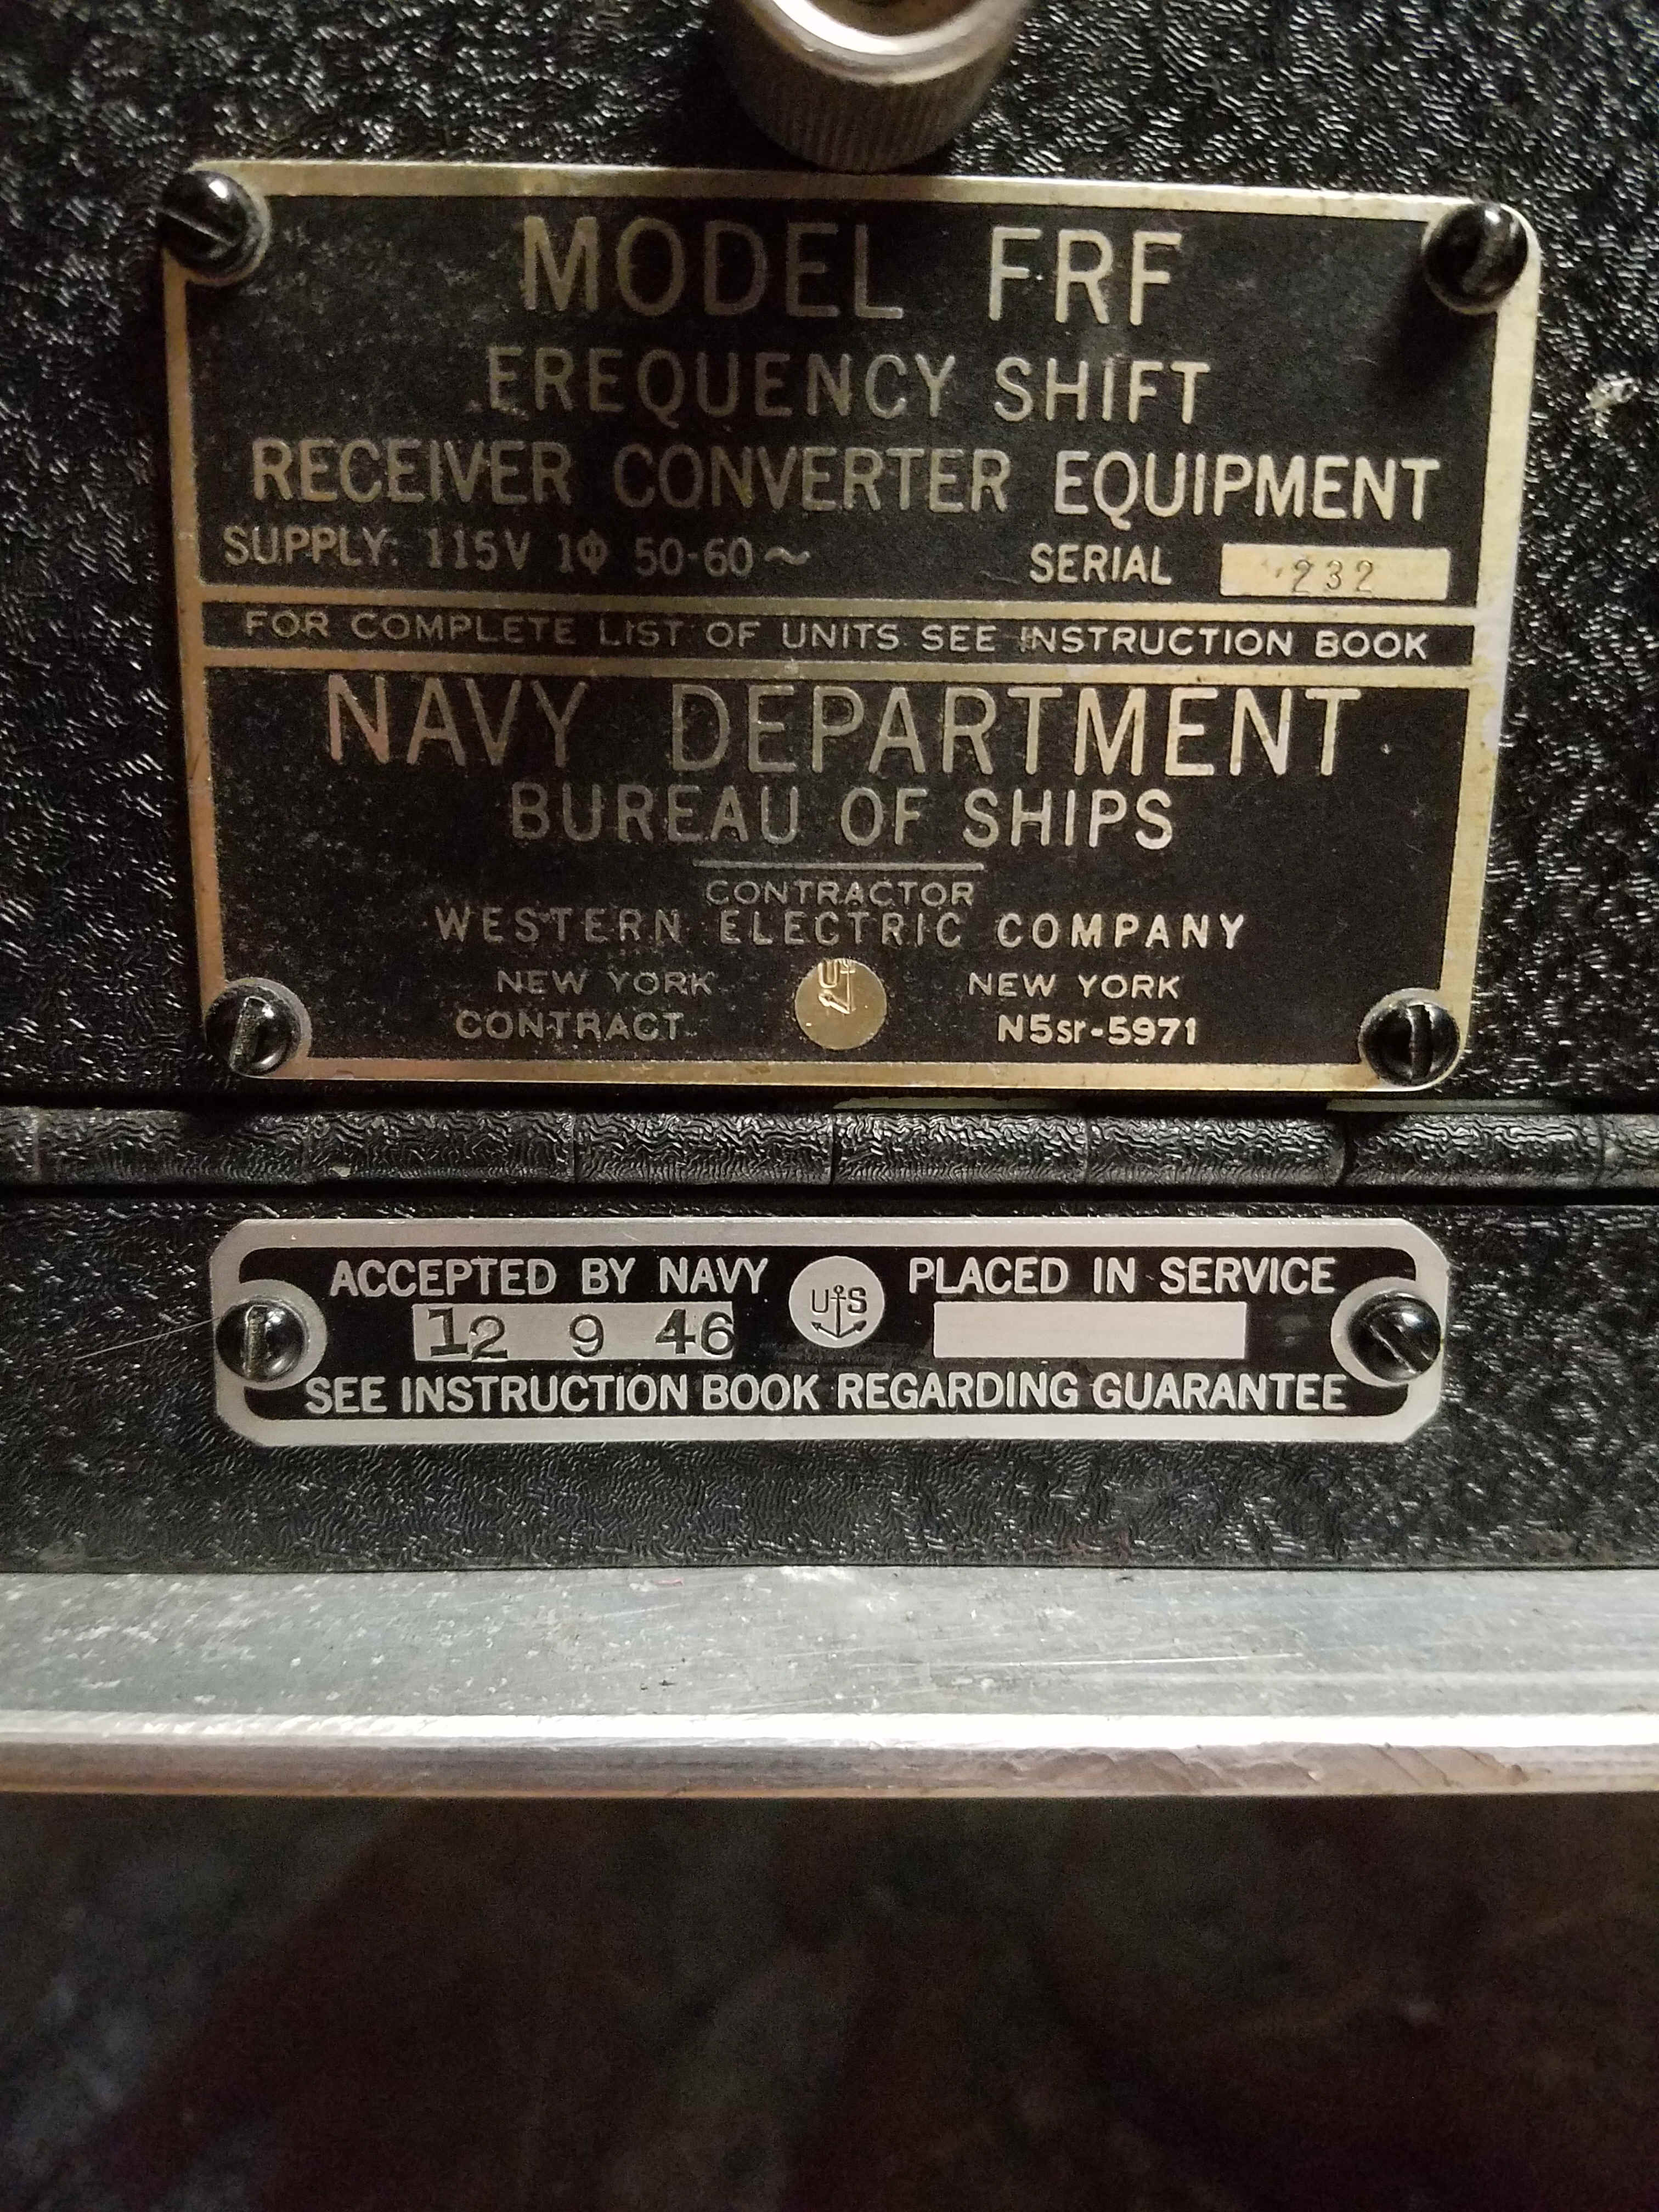 MODEL FRF
FREQUENCY SHIFT
RECEIVER CONVERTER EQUIPMENT
SUPPLY: 115V 1Φ 50-60~ SERIAL 232
FOR COMPLETE LIST OF UNITS SEE INSTRUCTION BOOK
NAVY DEPARTMENT
BUREAU OF SHIPS
CONTRACTOR
WESTERN ELECTRIC COMPANY
NEW YORK NEW YORK
CONTRACT N5sr-5971
ACCEPTED BY NAVY U S PLACED IN SERVICE
12 9 46
SEE INSTRUCTION BOOK REGARDING GUARANTEE